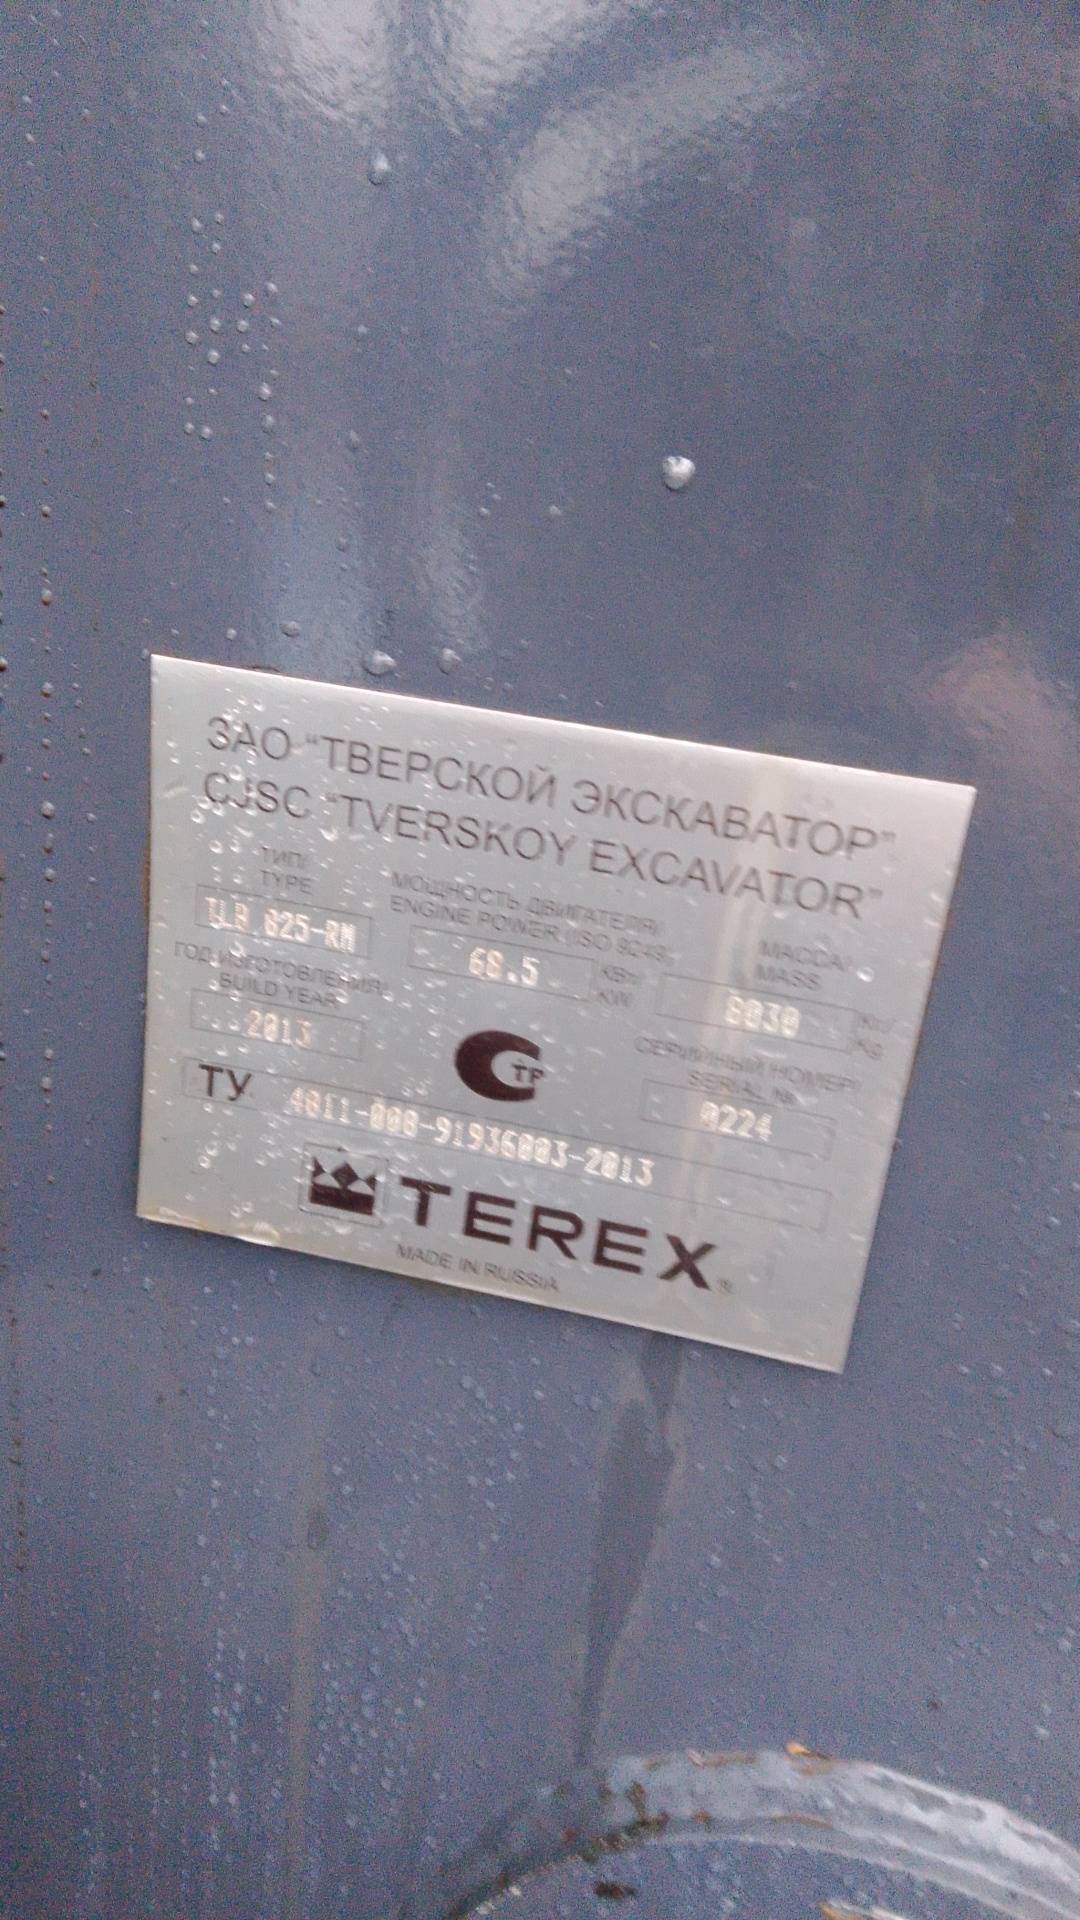 ЗАО “ТВЕРСКОЙ ЭКСКАВАТОР”
CJSC “TVERSKOY EXCAVATOR”
ТИП/
TYPE
TLB 825-RM
МОЩНОСТЬ ДВИГАТЕЛЯ/
ENGINE POWER (ISO 9249)
68.5
КВт/
KW
МАССА/
MASS
8030
Кг/
Kg
ГОД ИЗГОТОВЛЕНИЯ/
BUILD YEAR
2013
СТР
СЕРИЙНЫЙ НОМЕР/
SERIAL №
0224
ТУ 4811-008-91936003-2013
TEREX®
MADE IN RUSSIA